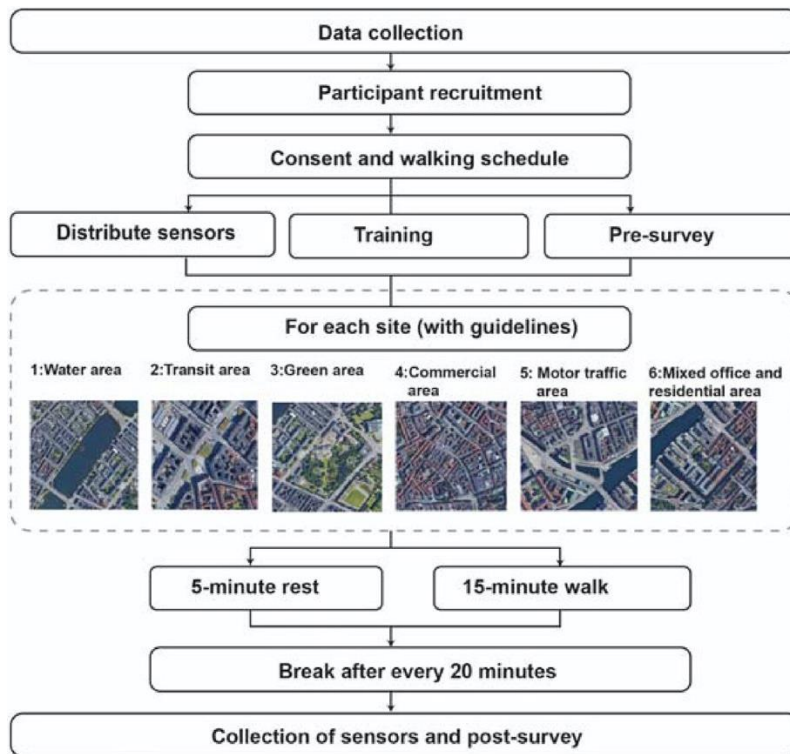 Data collection
Participant recruitment
Consent and walking schedule
Distribute sensors
Training
Pre-survey
For each site (with guidelines)
1:Water area
2:Transit area
3:Green area
4:Commercial
area
5: Motor traffic
area
6:Mixed office and
residential area
5-minute rest
15-minute walk
Break after every 20 minutes
Collection of sensors and post-survey